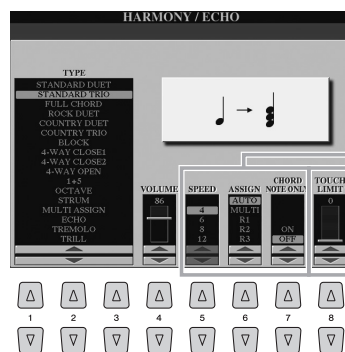 HARMONY / ECHO
TYPE
STANDARD DUET
STANDARD TRIO
FULL CHORD
ROCK DUET
COUNTRY DUET
COUNTRY TRIO
BLOCK
4-WAY CLOSE1
4-WAY CLOSE2
4-WAY OPEN
1+5
OCTAVE
STRUM
MULTI ASSIGN
ECHO
TREMOLO
TRILL
VOLUME
86
SPEED
4
6
8
12
ASSIGN
AUTO
MULTI
R1
R2
R3
CHORD
NOTE ONLY
ON
OFF
TOUCH
LIMIT
0
1 2 3 4 5 6 7 8